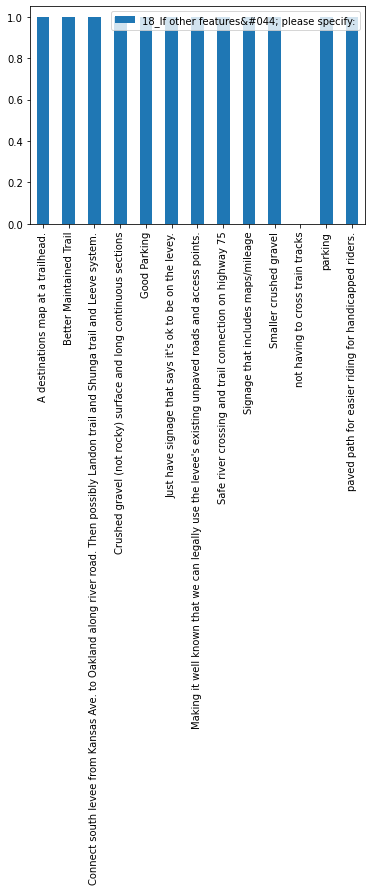 1.0
0.8
0.6
0.4
0.2
0.0
18_If other features&#044; please specify:
A destinations map at a trailhead.
Better Maintained Trail
Connect south levee from Kansas Ave. to Oakland along river road. Then possibly Landon trail and Shunga trail and Leeve system.
Crushed gravel (not rocky) surface and long continuous sections
Good Parking
Just have signage that says it's ok to be on the levey.
Making it well known that we can legally use the levee's existing unpaved roads and access points.
Safe river crossing and trail connection on highway 75
Signage that includes maps/mileage
Smaller crushed gravel
not having to cross train tracks
parking
paved path for easier riding for handicapped riders.